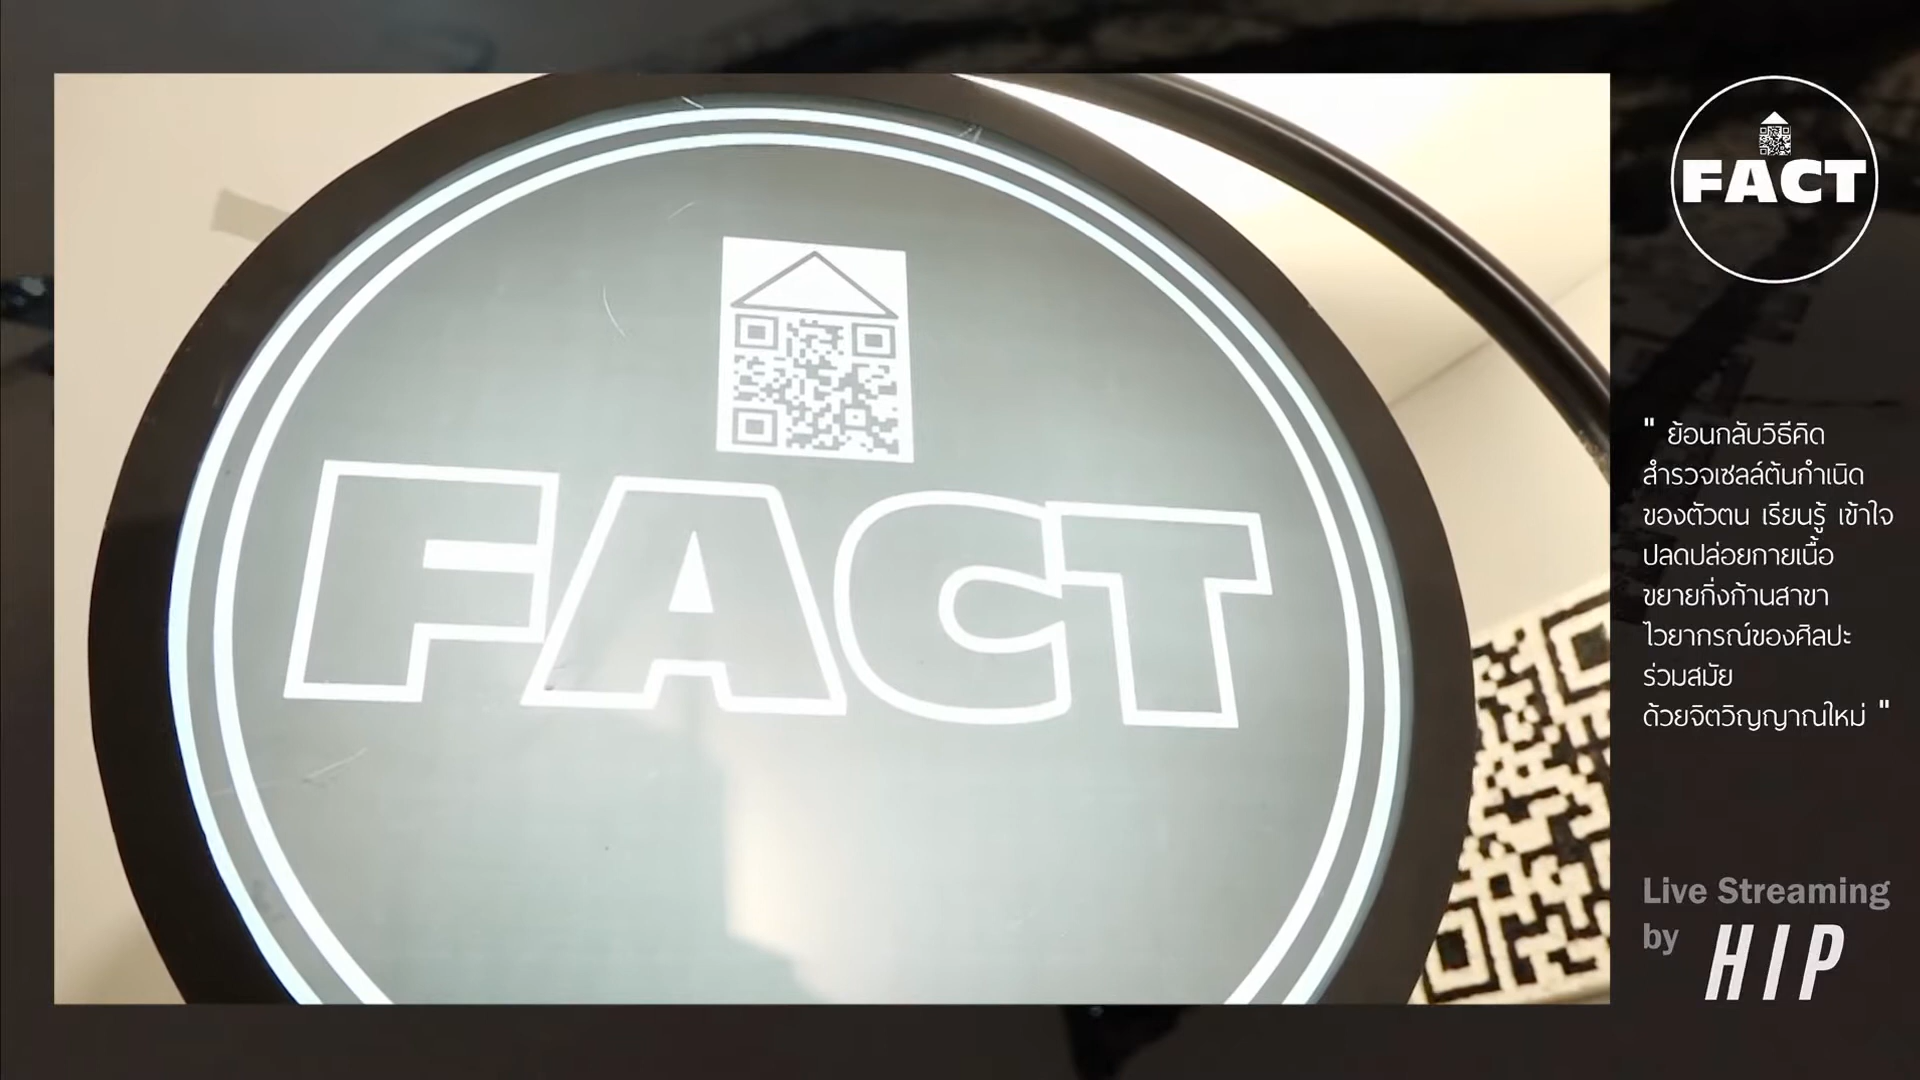 FACT
FACT
" ย้อนกลับวิธีคิด
สำรวจเซลล์ต้นกำเนิด
ของตัวตน เรียนรู้ เข้าใจ
ปลดปล่อยกายเนื้อ
ขยายกิ่งก้านสาขา
ไวยากรณ์ของศิลปะ
ร่วมสมัย
ด้วยจิตวิญญาณใหม่ "
Live Streaming
by HIP